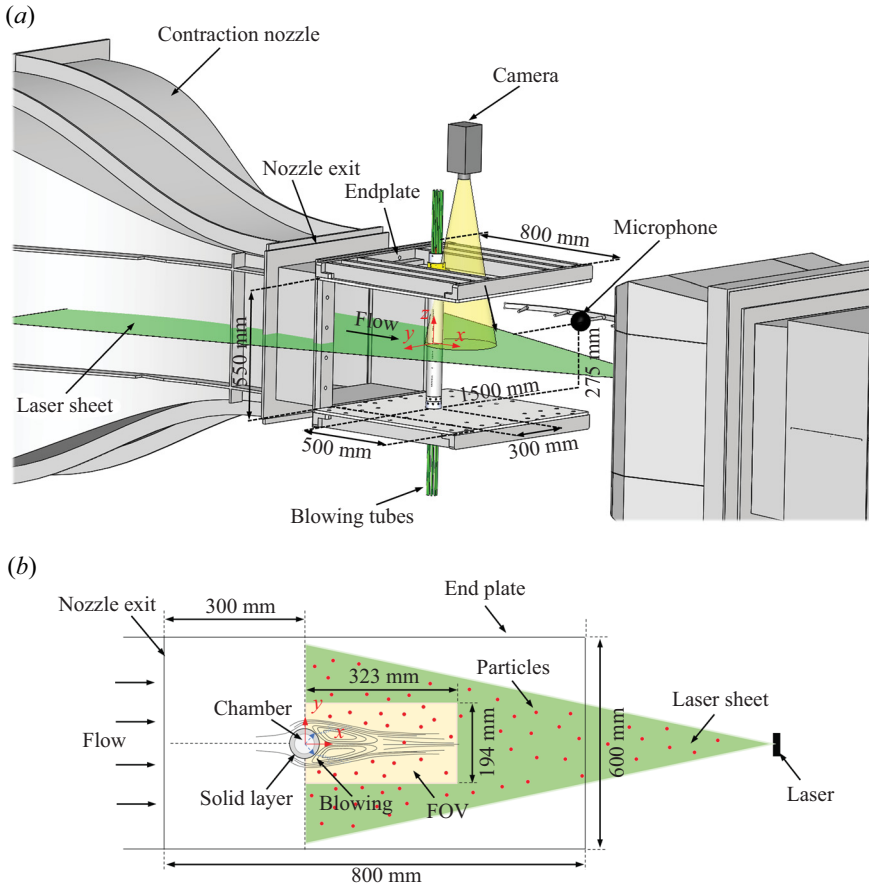 (a)
Contraction nozzle
Camera
Nozzle exit
Endplate
Microphone
800 mm
z
Flow
y
x
550 mm
275 mm
Laser sheet
1500 mm
500 mm
300 mm
Blowing tubes
(b)
Nozzle exit
300 mm
End plate
323 mm
Particles
Chamber
y
Laser sheet
x
Flow
194 mm
600 mm
Solid layer
Blowing
FOV
Laser
800 mm